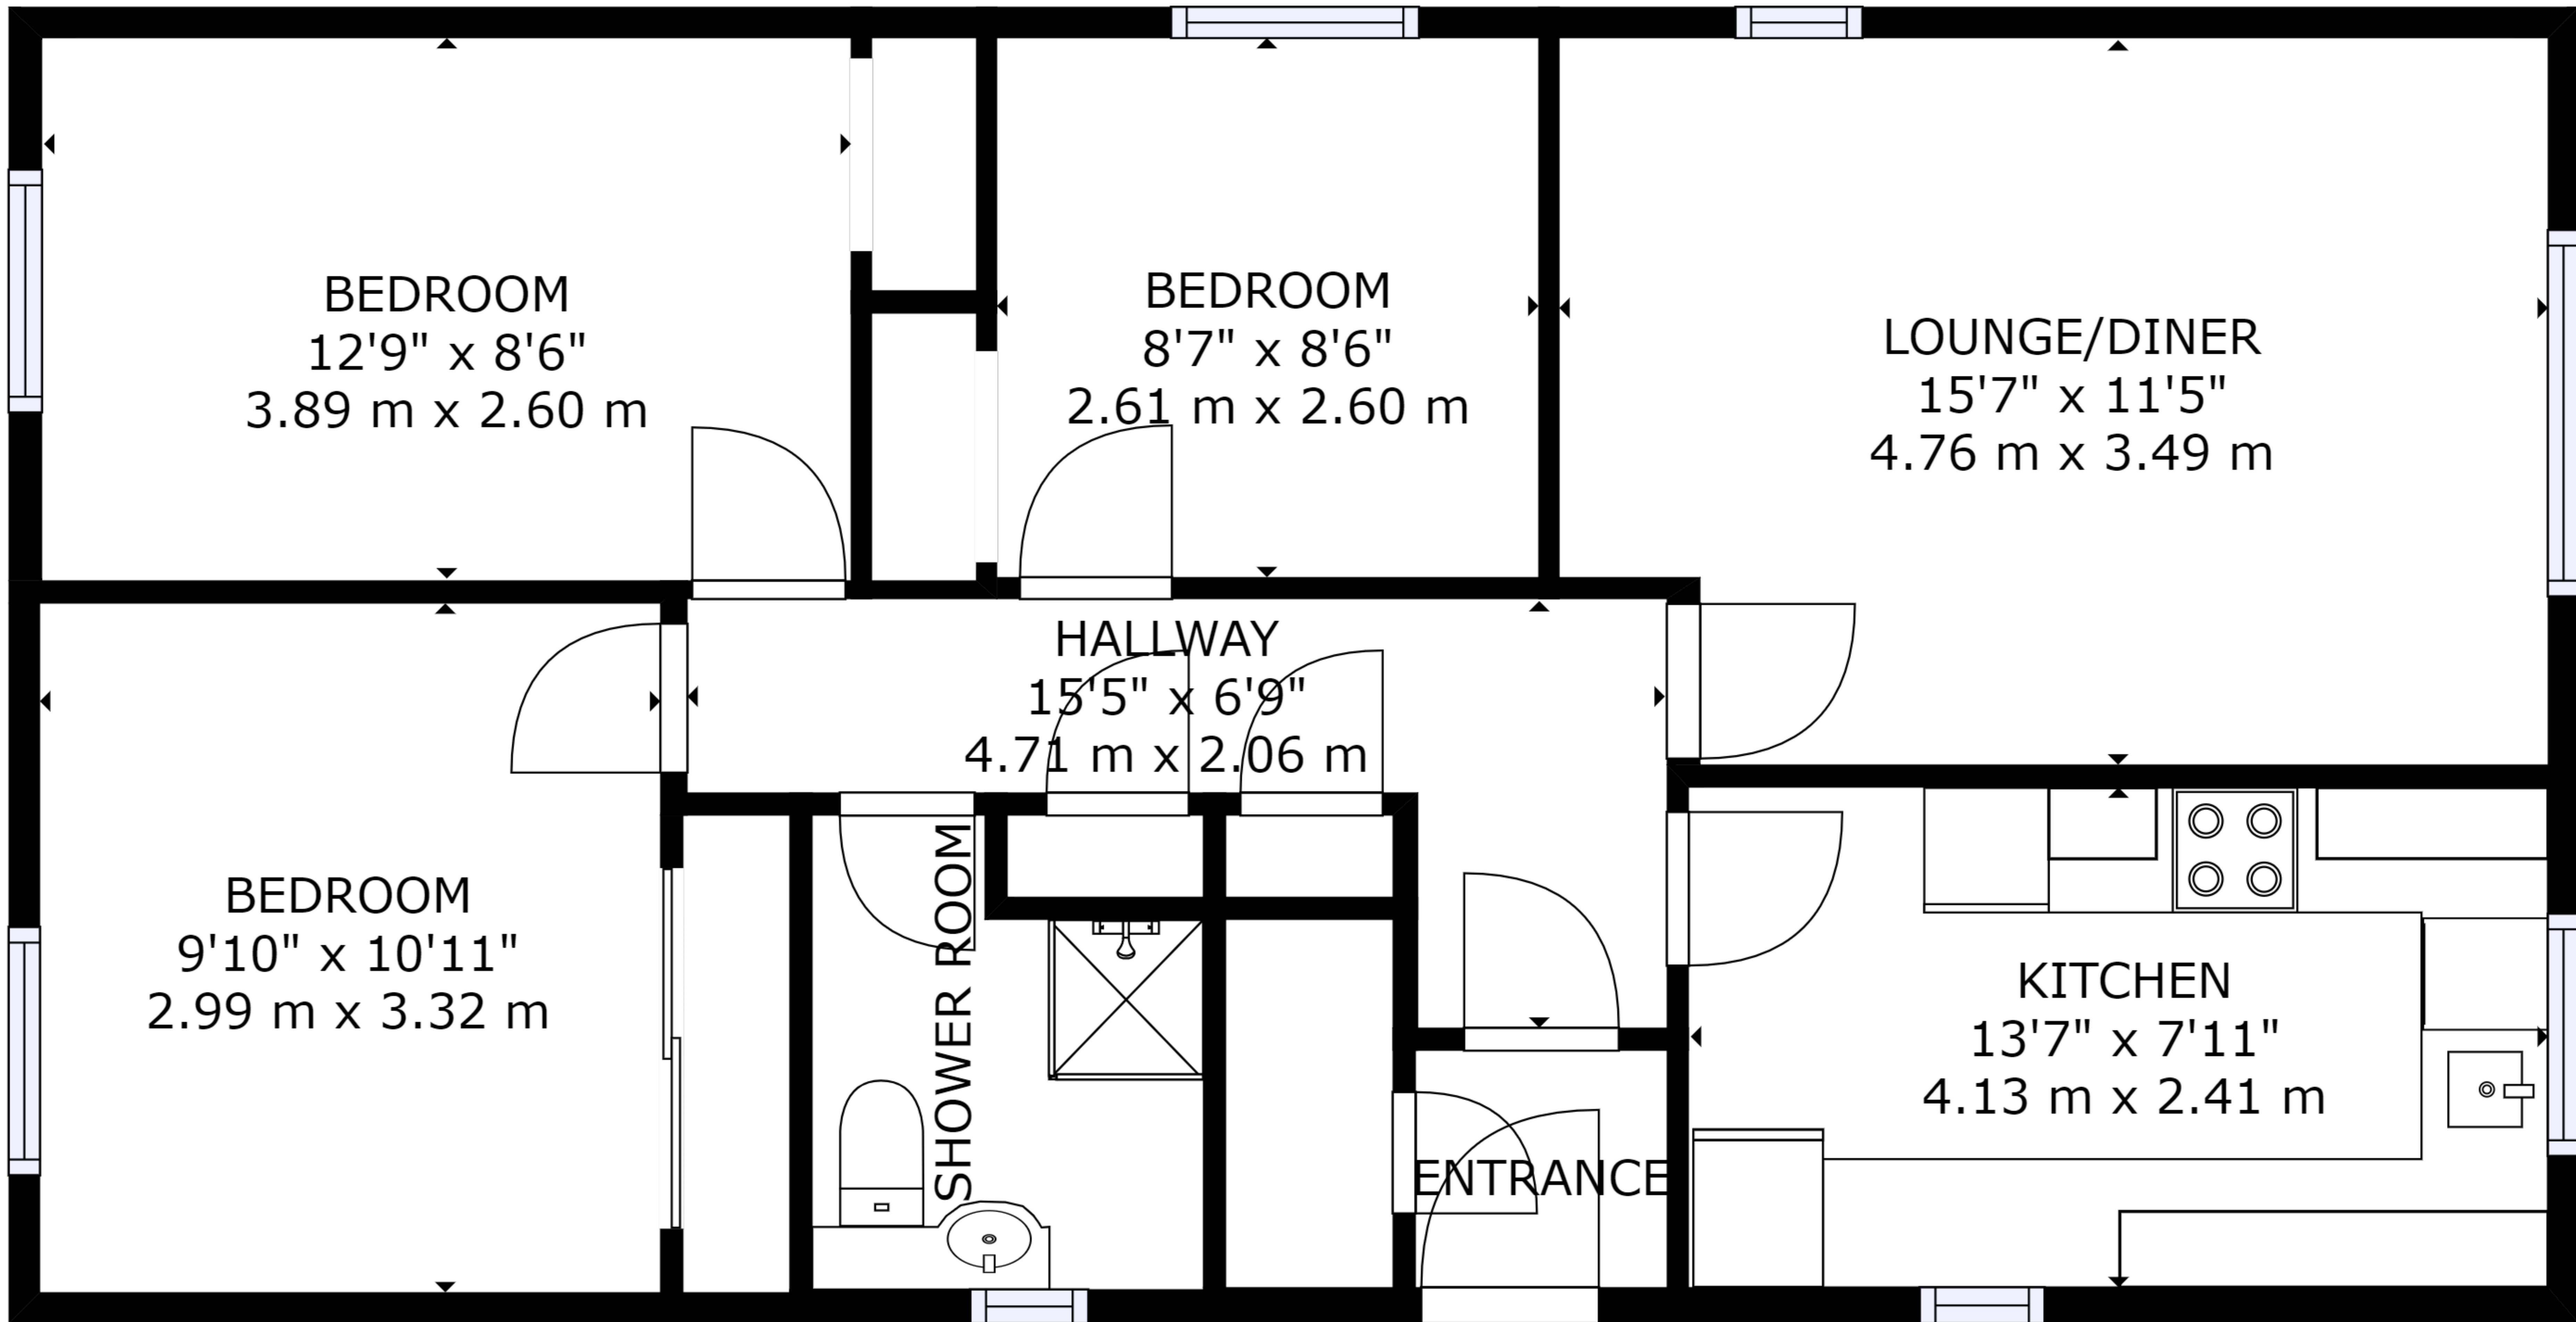 BEDROOM
12'9" x 8'6"
3.89 m x 2.60 m
BEDROOM
8'7" x 8'6"
2.61 m x 2.60 m
LOUNGE/DINER
15'7" x 11'5"
4.76 m x 3.49 m
HALLWAY
15'5" x 6'9"
4.71 m x 2.06 m
BEDROOM
9'10" x 10'11"
2.99 m x 3.32 m
SHOWER ROOM
ENTRANCE
KITCHEN
13'7" x 7'11"
4.13 m x 2.41 m